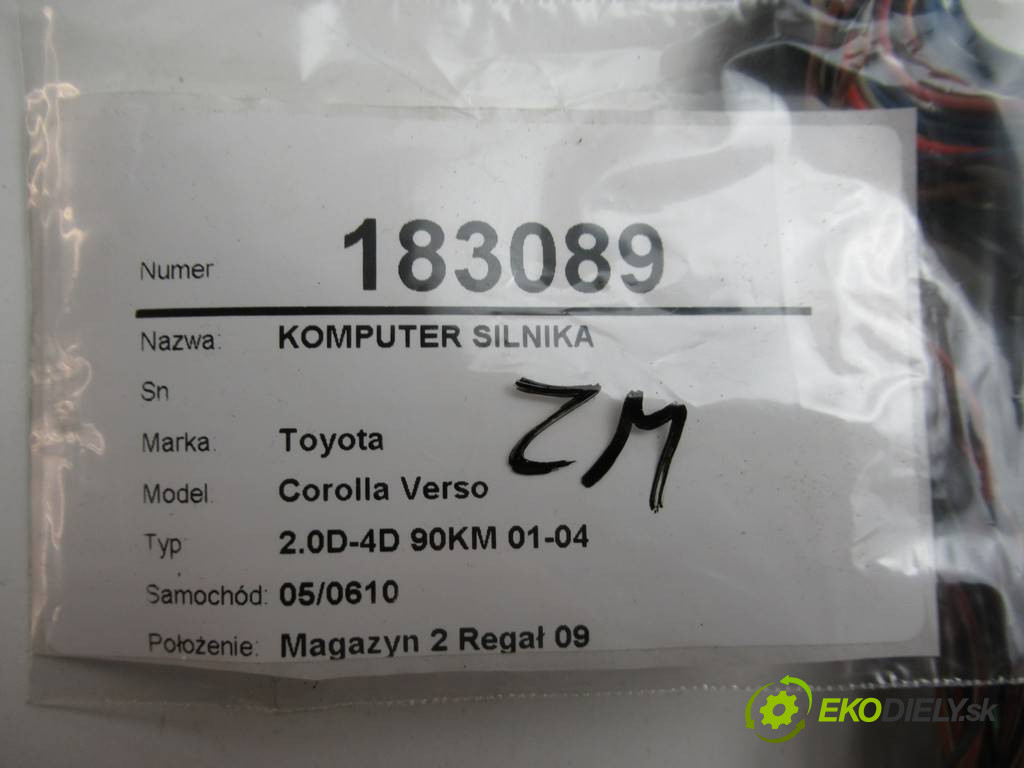 Numer 183089
Nazwa: KOMPUTER SILNIKA
Sn
ZM
Marka: Toyota
Model: Corolla Verso
Typ 2.0D-4D 90KM 01-04
Samochód: 05/0610
Położenie: Magazyn 2 Regał 09
EKODIELY.sk